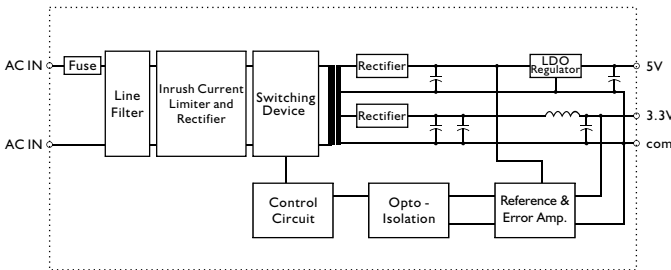 AC IN
Fuse
Line
Filter
Inrush Current
Limiter and
Rectifier
Switching
Device
Rectifier
LDO
Regulator
5V
Rectifier
3.3V
AC IN
com
Control
Circuit
Opto -
Isolation
Reference &
Error Amp.